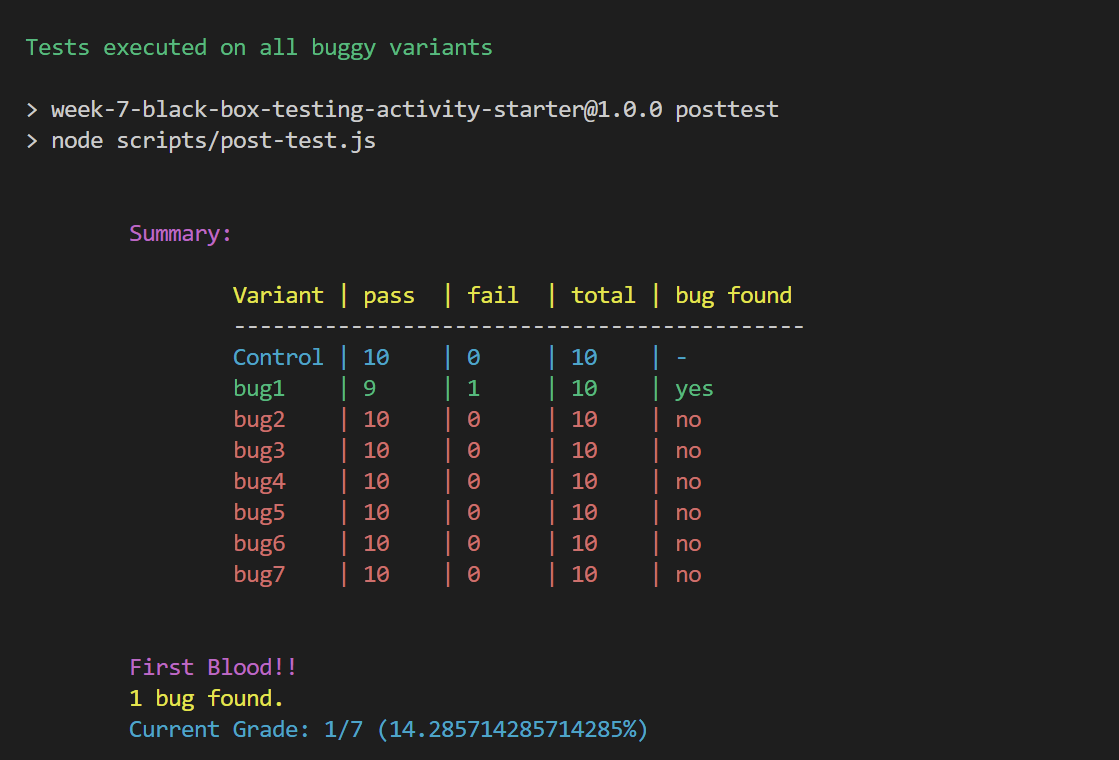 Tests executed on all buggy variants
> week-7-black-box-testing-activity-starter@1.0.0 posttest
> node scripts/post-test.js
Summary:
Variant | pass | fail | total | bug found
--------------------------------------------
Control | 10 | 0 | 10 | -
bug1 | 9 | 1 | 10 | yes
bug2 | 10 | 0 | 10 | no
bug3 | 10 | 0 | 10 | no
bug4 | 10 | 0 | 10 | no
bug5 | 10 | 0 | 10 | no
bug6 | 10 | 0 | 10 | no
bug7 | 10 | 0 | 10 | no
First Blood!!
1 bug found.
Current Grade: 1/7 (14.285714285714285%)